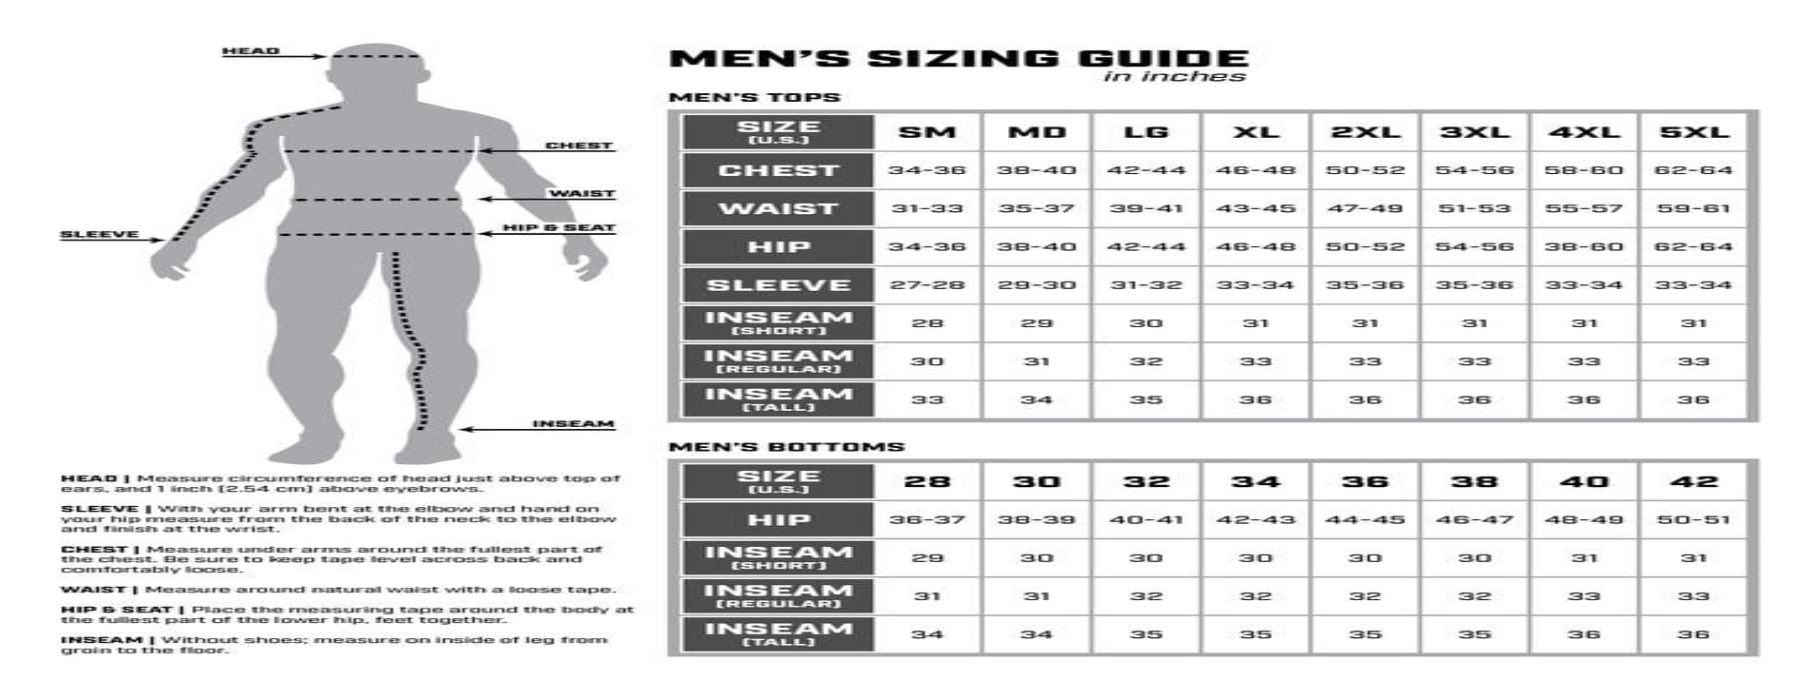 HEAD
CHEST
WAIST
HIP & SEAT
SLEEVE
INSEAM
HEAD | Measure circumference of head just above top of
ears, and 1 inch (2.54 cm) above eyebrows.
SLEEVE | With your arm bent at the elbow and hand on
your hip measure from the back of the neck to the elbow
and finish at the wrist.
CHEST | Measure under arms around the fullest part of
the chest. Be sure to keep tape level across back and
comfortably loose.
WAIST | Measure around natural waist with a loose tape.
HIP & SEAT | Place the measuring tape around the body at
the fullest part of the lower hip, feet together.
INSEAM | Without shoes; measure on inside of leg from
groin to the floor.
MEN'S SIZING GUIDE
in inches
MEN'S TOPS
SIZE (U.S.) SM MD LG XL 2XL 3XL 4XL 5XL
CHEST 34-36 38-40 42-44 46-48 50-52 54-56 58-60 62-64
WAIST 31-33 35-37 39-41 43-45 47-49 51-53 55-57 59-61
HIP 34-36 38-40 42-44 46-48 50-52 54-56 38-60 62-64
SLEEVE 27-28 29-30 31-32 33-34 35-36 35-36 33-34 33-34
INSEAM (SHORT) 28 29 30 31 31 31 31 31
INSEAM (REGULAR) 30 31 32 33 33 33 33 33
INSEAM (TALL) 33 34 35 36 36 36 36 36
MEN'S BOTTOMS
SIZE (U.S.) 28 30 32 34 36 38 40 42
HIP 36-37 38-39 40-41 42-43 44-45 46-47 48-49 50-51
INSEAM (SHORT) 29 30 30 30 30 30 31 31
INSEAM (REGULAR) 31 31 32 32 32 32 33 33
INSEAM (TALL) 34 34 35 35 35 35 36 36